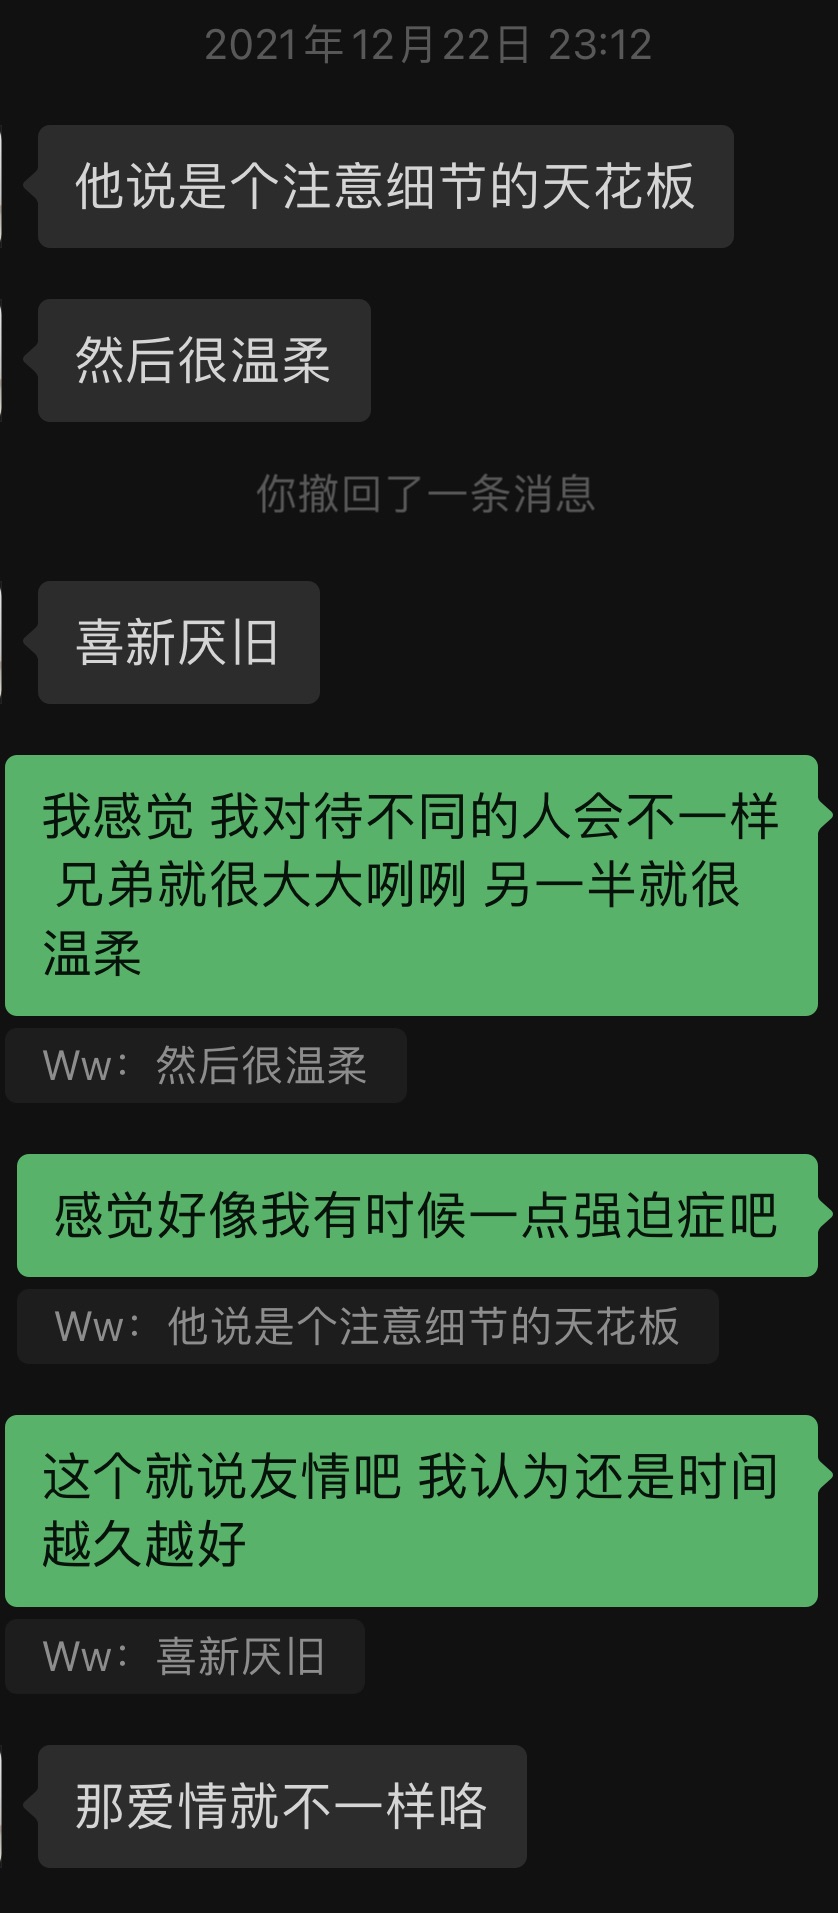 2021年12月22日 23:12
他说是个注意细节的天花板
然后很温柔
你撤回了一条消息
喜新厌旧
我感觉 我对待不同的人会不一样
兄弟就很大大咧咧 另一半就很
温柔
Ww：然后很温柔
感觉好像我有时候一点强迫症吧
Ww：他说是个注意细节的天花板
这个就说友情吧 我认为还是时间
越久越好
Ww：喜新厌旧
那爱情就不一样咯